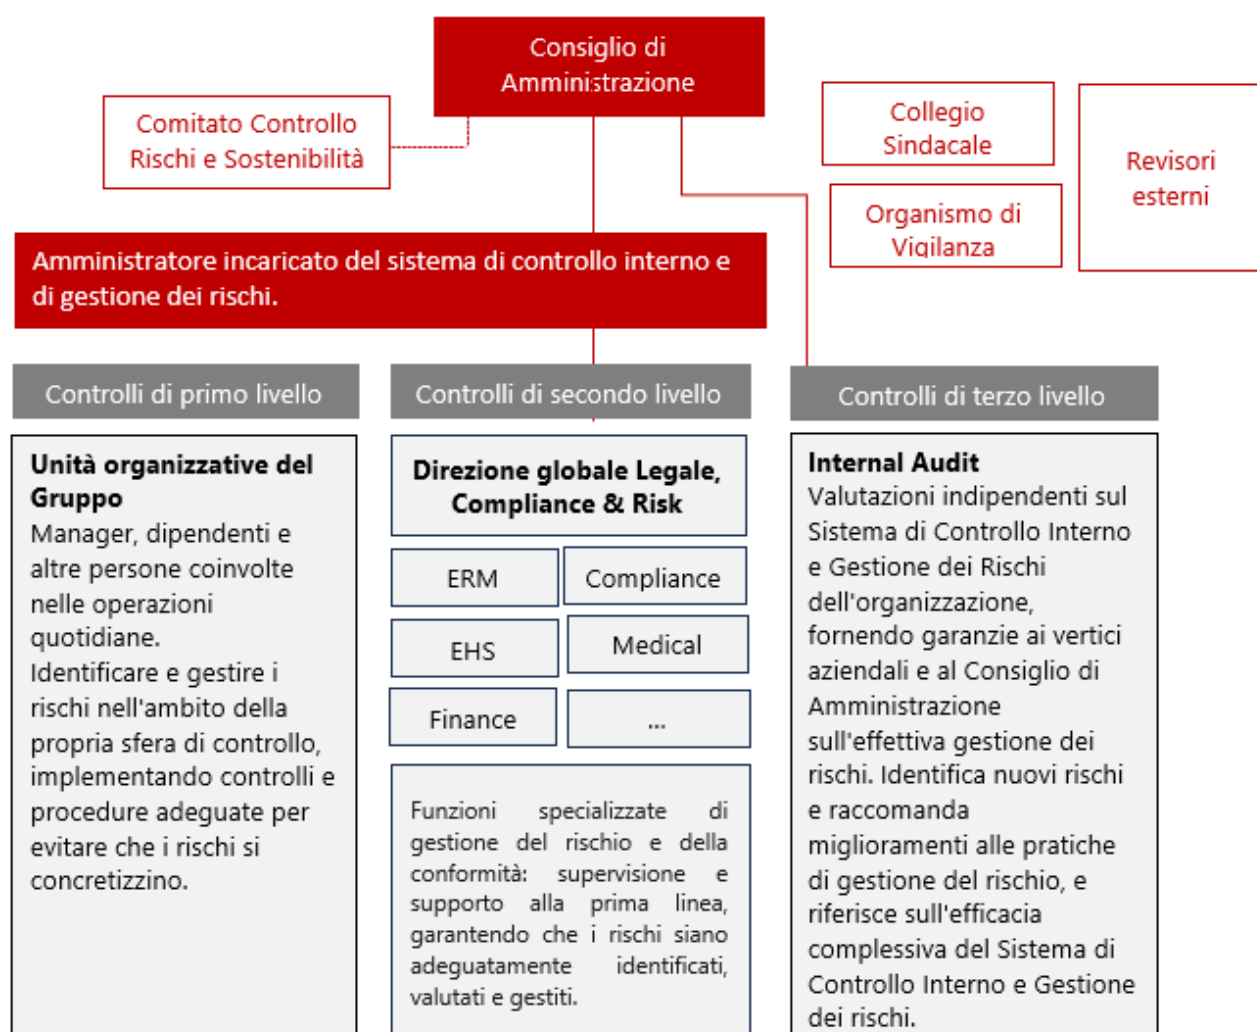 Consiglio di
Amministrazione
Comitato Controllo
Rischi e Sostenibilità
Collegio
Sindacale
Revisori
esterni
Organismo di
Vigilanza
Amministratore incaricato del sistema di controllo interno e
di gestione dei rischi.
Controlli di primo livello
Controlli di secondo livello
Controlli di terzo livello
Unità organizzative del
Gruppo
Manager, dipendenti e
altre persone coinvolte
nelle operazioni
quotidiane.
Identificare e gestire i
rischi nell'ambito della
propria sfera di controllo,
implementando controlli e
procedure adeguate per
evitare che i rischi si
concretizzino.
Direzione globale Legale,
Compliance & Risk
ERM
Compliance
EHS
Medical
Finance
...
Funzioni specializzate di
gestione del rischio e della
conformità: supervisione e
supporto alla prima linea,
garantendo che i rischi siano
adeguatamente identificati,
valutati e gestiti.
Internal Audit
Valutazioni indipendenti sul
Sistema di Controllo Interno
e Gestione dei Rischi
dell'organizzazione,
fornendo garanzie ai vertici
aziendali e al Consiglio di
Amministrazione
sull'effettiva gestione dei
rischi. Identifica nuovi rischi
e raccomanda
miglioramenti alle pratiche
di gestione del rischio, e
riferisce sull'efficacia
complessiva del Sistema di
Controllo Interno e Gestione
dei rischi.